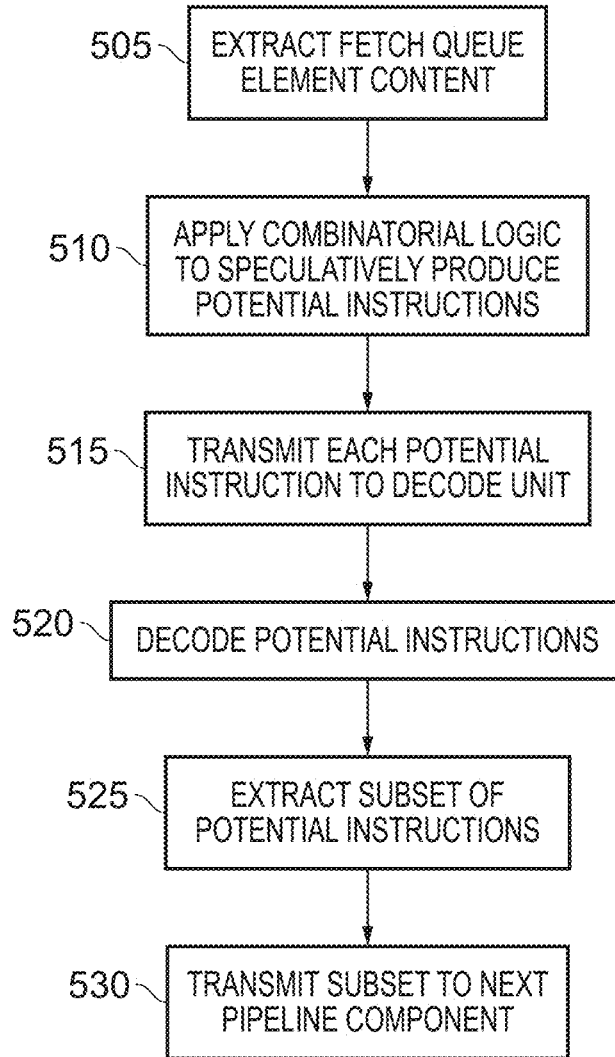 505
EXTRACT FETCH QUEUE
ELEMENT CONTENT
510
APPLY COMBINATORIAL LOGIC
TO SPECULATIVELY PRODUCE
POTENTIAL INSTRUCTIONS
515
TRANSMIT EACH POTENTIAL
INSTRUCTION TO DECODE UNIT
520
DECODE POTENTIAL INSTRUCTIONS
525
EXTRACT SUBSET OF
POTENTIAL INSTRUCTIONS
530
TRANSMIT SUBSET TO NEXT
PIPELINE COMPONENT